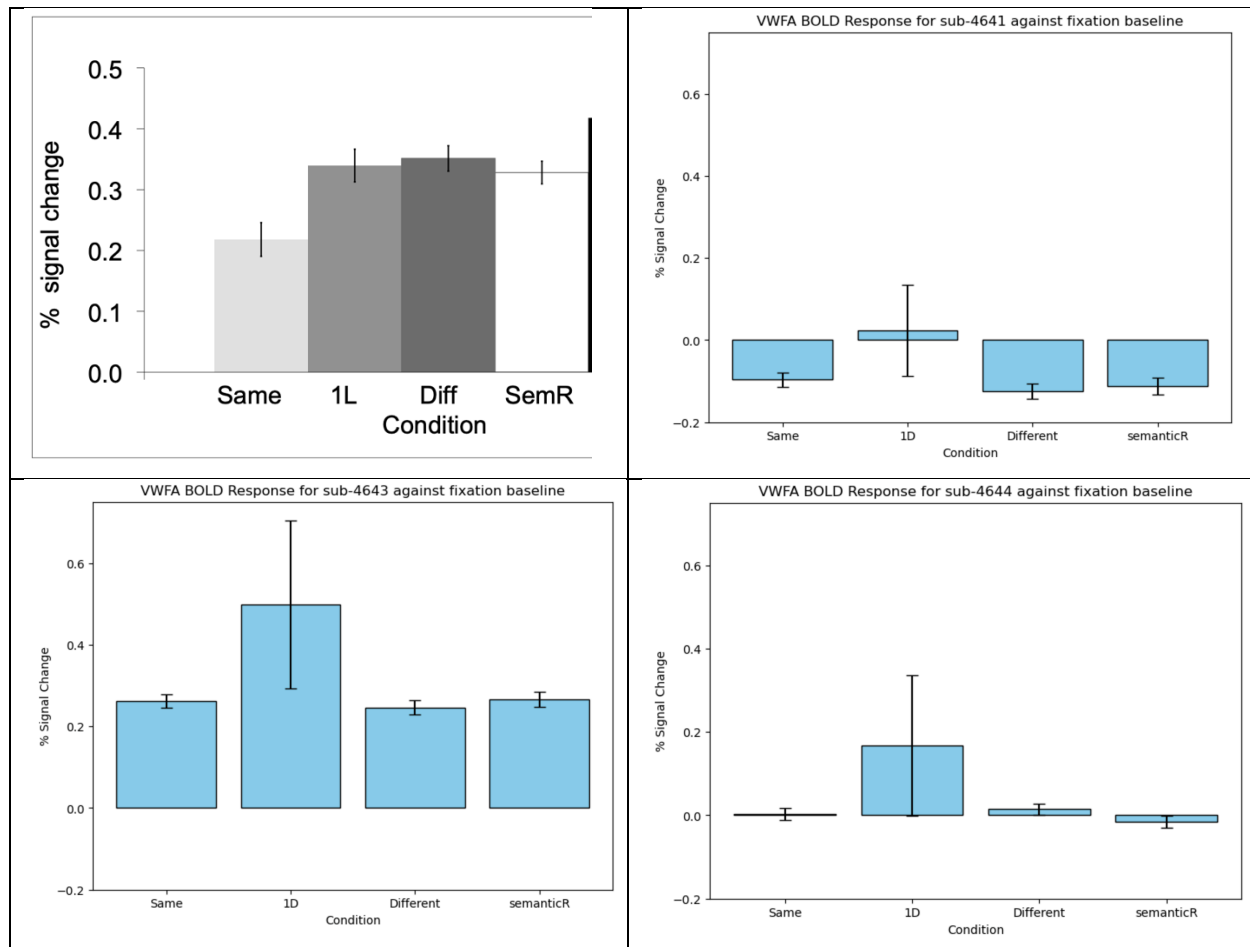 0.5
0.4
0.3
0.2
0.1
0.0
% signal change
Same 1L Diff SemR
Condition
VWFA BOLD Response for sub-4641 against fixation baseline
0.6
0.4
0.2
0.0
−0.2
% Signal Change
Same 1D Different semanticR
Condition
VWFA BOLD Response for sub-4643 against fixation baseline
0.6
0.4
0.2
0.0
−0.2
% Signal Change
Same 1D Different semanticR
Condition
VWFA BOLD Response for sub-4644 against fixation baseline
0.6
0.4
0.2
0.0
−0.2
% Signal Change
Same 1D Different semanticR
Condition